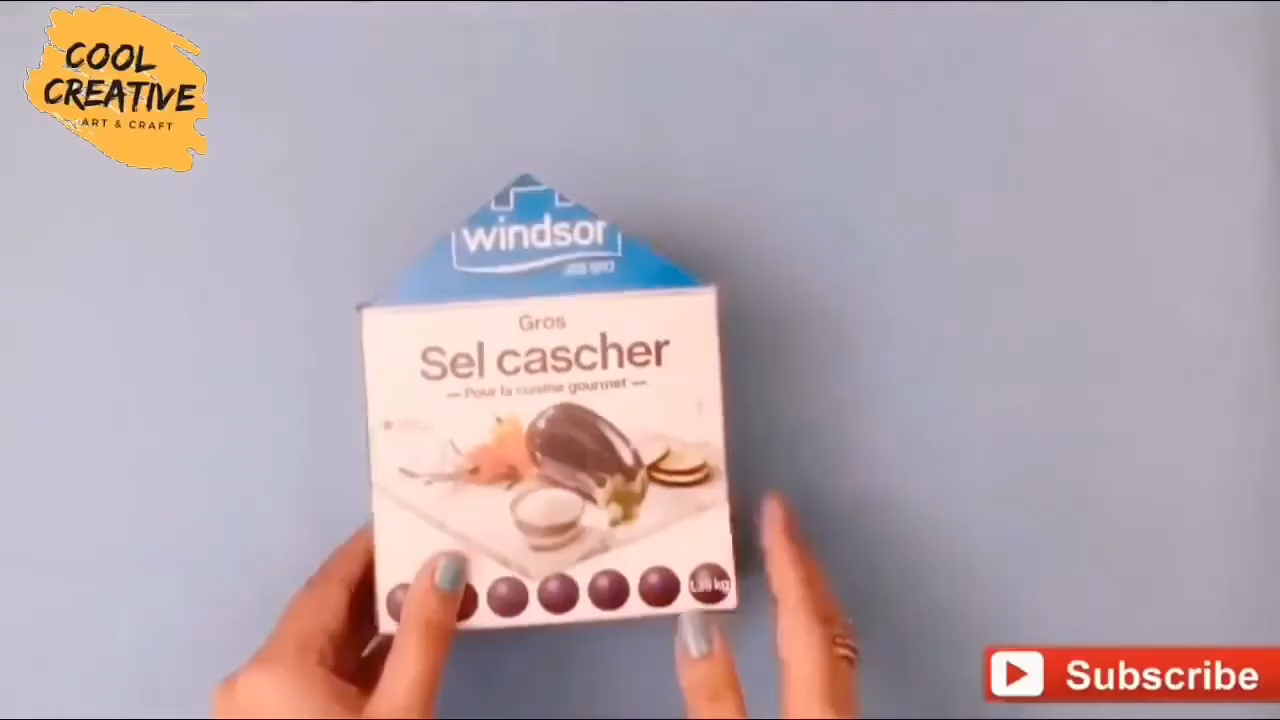 COOL
CREATIVE
ART & CRAFT
windsor
Gros
Sel cascher
— Pour la cuisine gourmet —
Subscribe